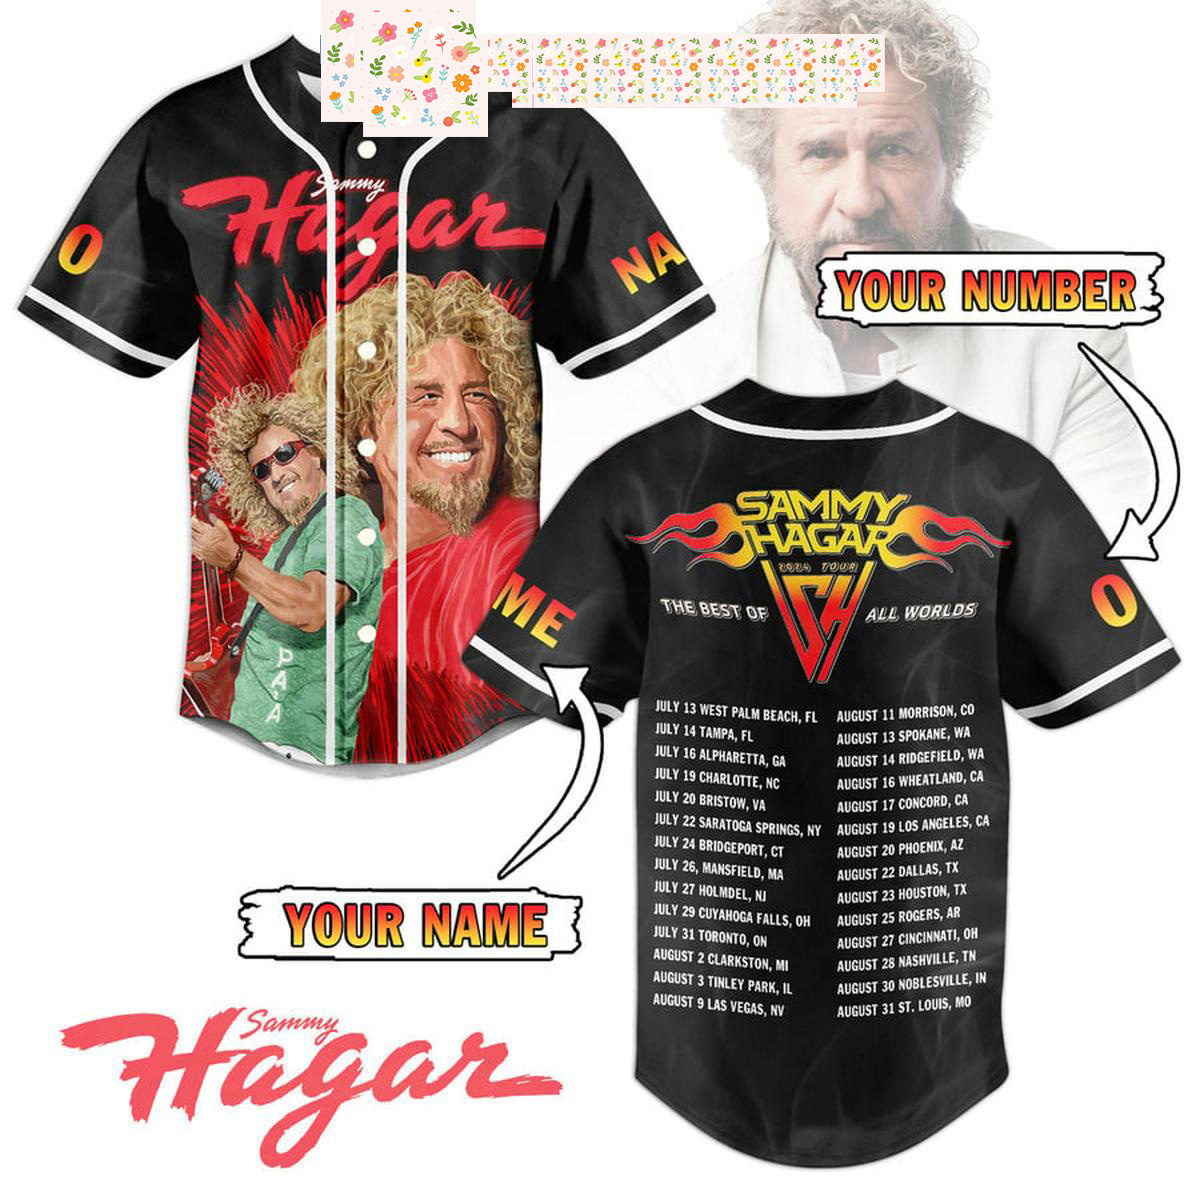 Sammy
Hagar
O
NA
YOUR NUMBER
SAMMY
HAGAR
2024 TOUR
THE BEST OF
ALL WORLDS
O
ME
PA'A
JULY 13 WEST PALM BEACH, FL
JULY 14 TAMPA, FL
JULY 16 ALPHARETTA, GA
JULY 19 CHARLOTTE, NC
JULY 20 BRISTOW, VA
JULY 22 SARATOGA SPRINGS, NY
JULY 24 BRIDGEPORT, CT
JULY 26, MANSFIELD, MA
JULY 27 HOLMDEL, NJ
JULY 29 CUYAHOGA FALLS, OH
JULY 31 TORONTO, ON
AUGUST 2 CLARKSTON, MI
AUGUST 3 TINLEY PARK, IL
AUGUST 9 LAS VEGAS, NV
AUGUST 11 MORRISON, CO
AUGUST 13 SPOKANE, WA
AUGUST 14 RIDGEFIELD, WA
AUGUST 16 WHEATLAND, CA
AUGUST 17 CONCORD, CA
AUGUST 19 LOS ANGELES, CA
AUGUST 20 PHOENIX, AZ
AUGUST 22 DALLAS, TX
AUGUST 23 HOUSTON, TX
AUGUST 25 ROGERS, AR
AUGUST 27 CINCINNATI, OH
AUGUST 28 NASHVILLE, TN
AUGUST 30 NOBLESVILLE, IN
AUGUST 31 ST. LOUIS, MO
YOUR NAME
Sammy
Hagar